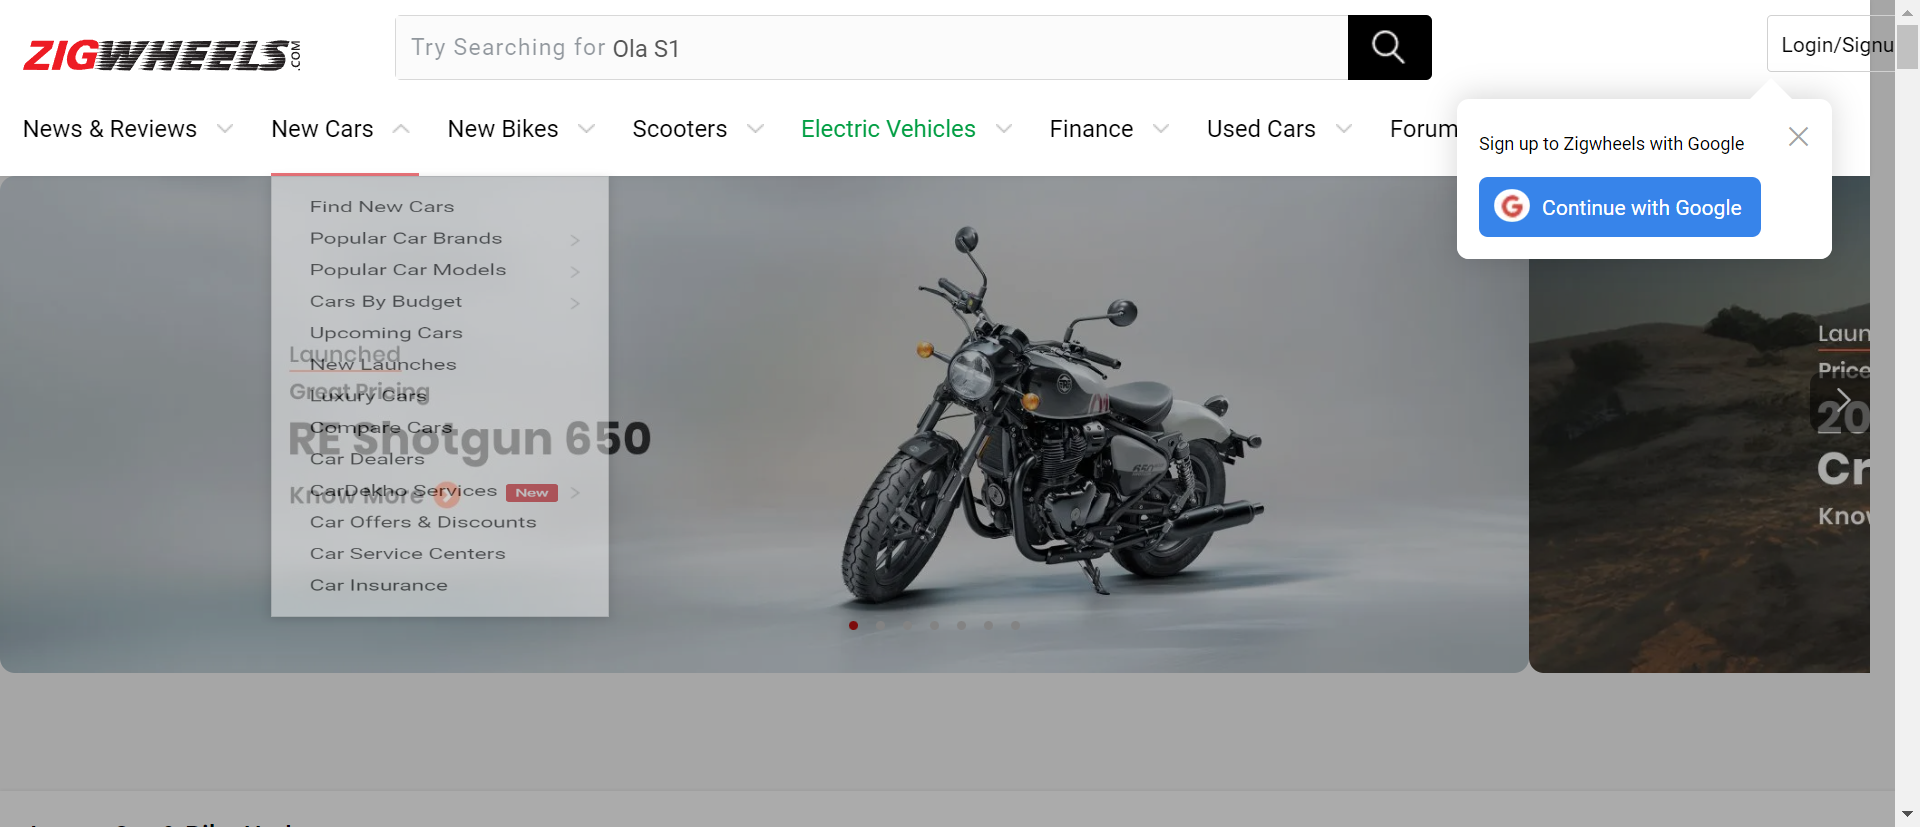 ZIGWHEELS.COM
Try Searching for Ola S1
Login/Signu
News & Reviews
New Cars
New Bikes
Scooters
Electric Vehicles
Finance
Used Cars
Forum
Sign up to Zigwheels with Google
Continue with Google
Find New Cars
Popular Car Brands
Popular Car Models
Cars By Budget
Upcoming Cars
New Launches
Luxury Cars
Compare Cars
Car Dealers
CarDekho Services New
Car Offers & Discounts
Car Service Centers
Car Insurance
Launched
Great Pricing
RE Shotgun 650
Know More
650
Laun
Price
20
Cr
Know